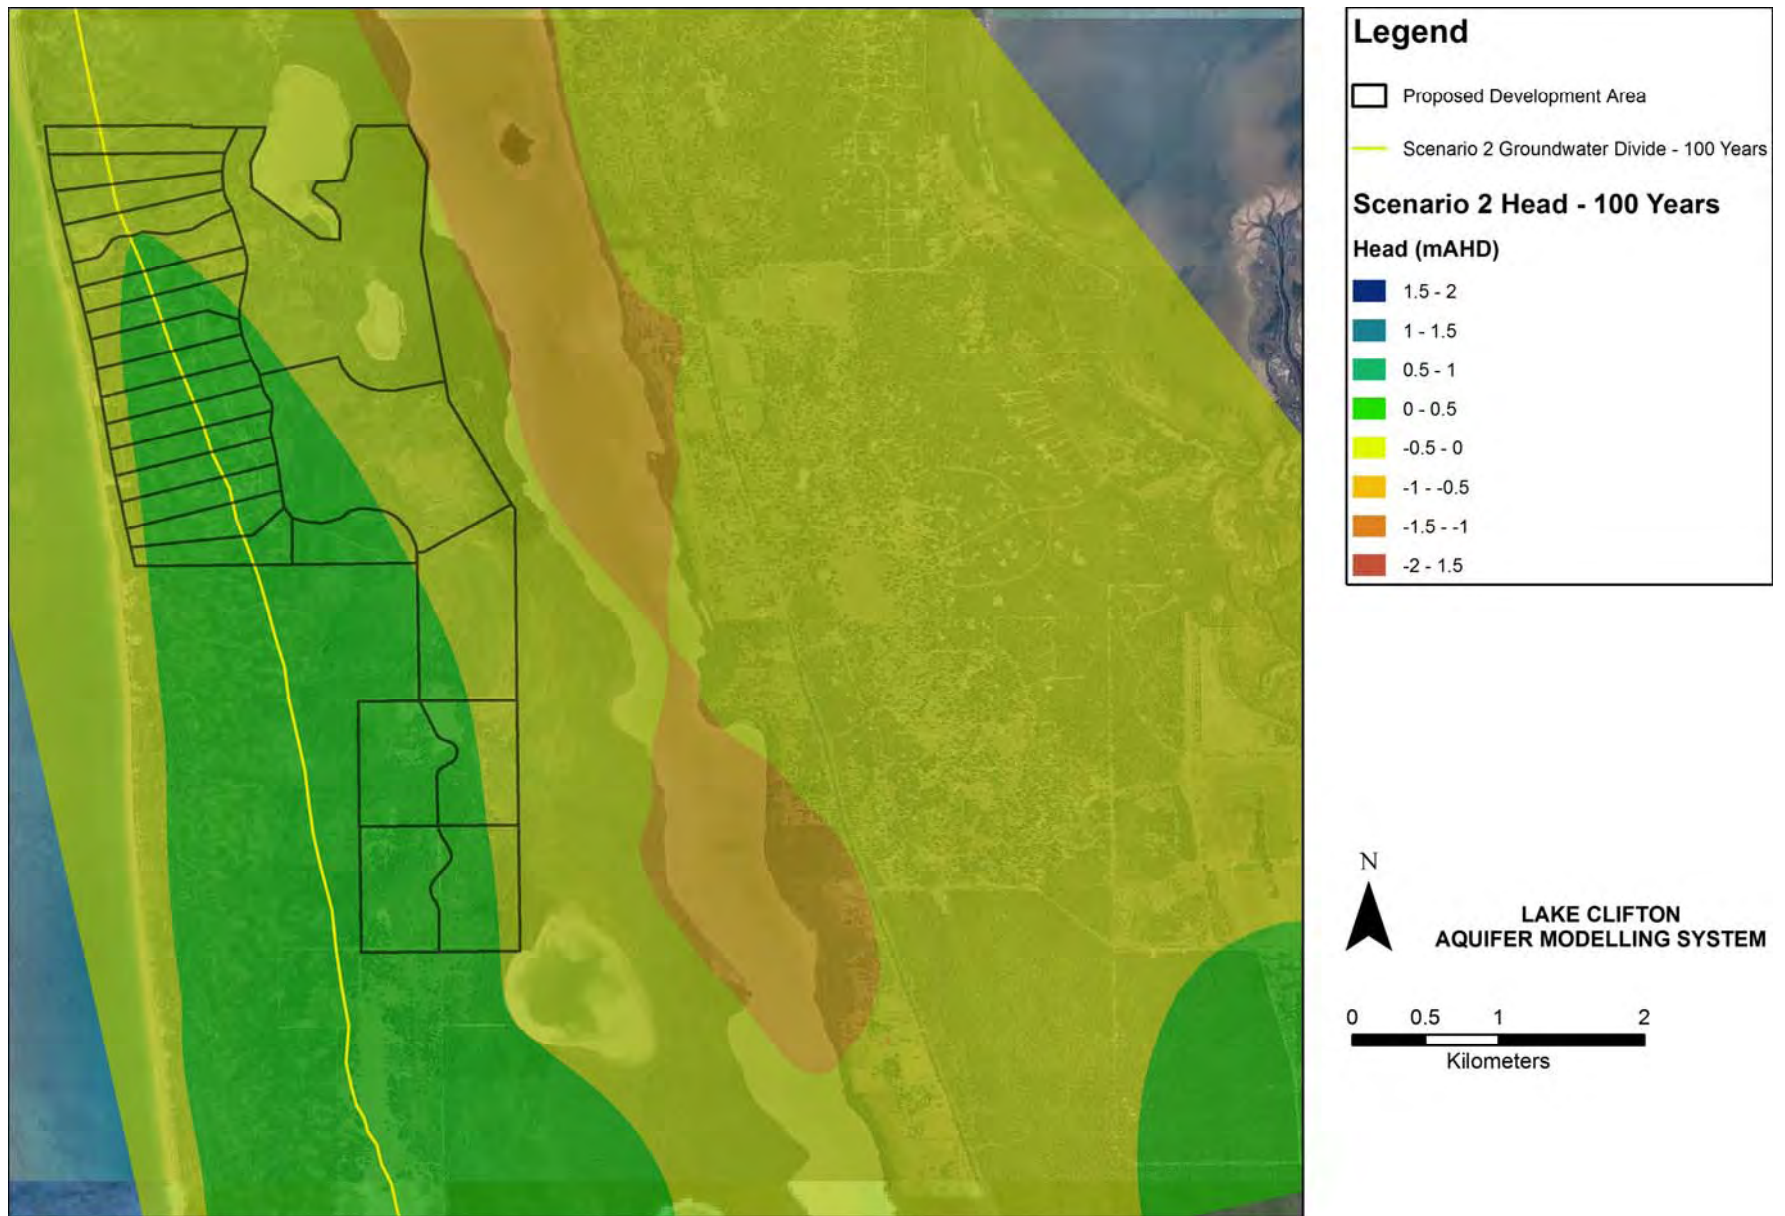 Legend
Proposed Development Area
Scenario 2 Groundwater Divide - 100 Years
Scenario 2 Head - 100 Years
Head (mAHD)
1.5 - 2
1 - 1.5
0.5 - 1
0 - 0.5
-0.5 - 0
-1 - -0.5
-1.5 - -1
-2 - 1.5
N
LAKE CLIFTON
AQUIFER MODELLING SYSTEM
0 0.5 1 2
Kilometers